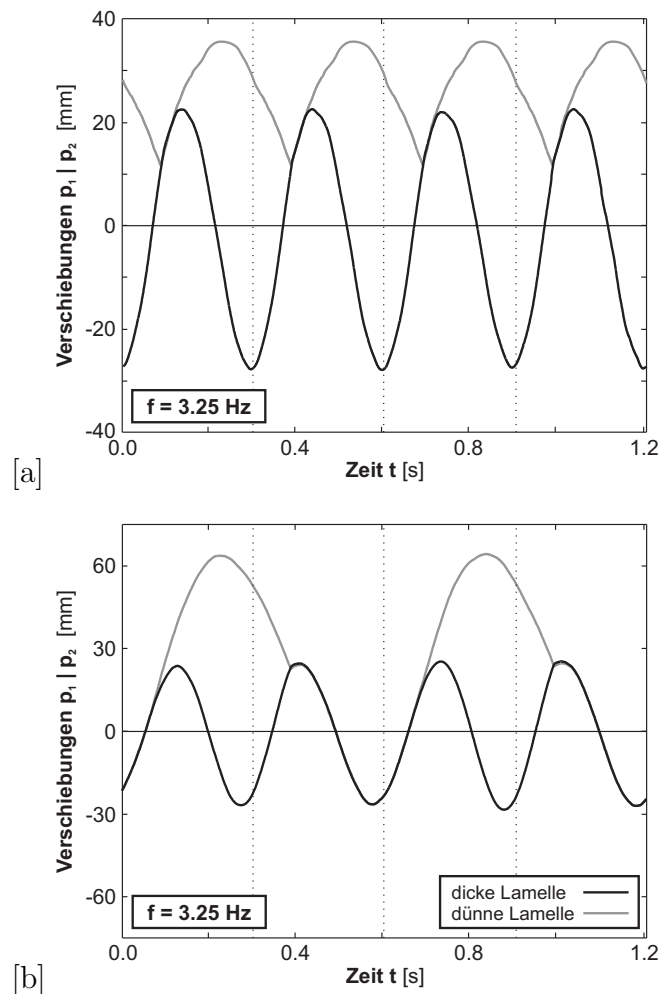 40
20
0
-20
-40
Verschiebungen p₁ | p₂ [mm]
f = 3.25 Hz
0.0 0.4 0.8 1.2
Zeit t [s]
[a]
60
30
0
-30
-60
Verschiebungen p₁ | p₂ [mm]
dicke Lamelle
dünne Lamelle
f = 3.25 Hz
0.0 0.4 0.8 1.2
Zeit t [s]
[b]